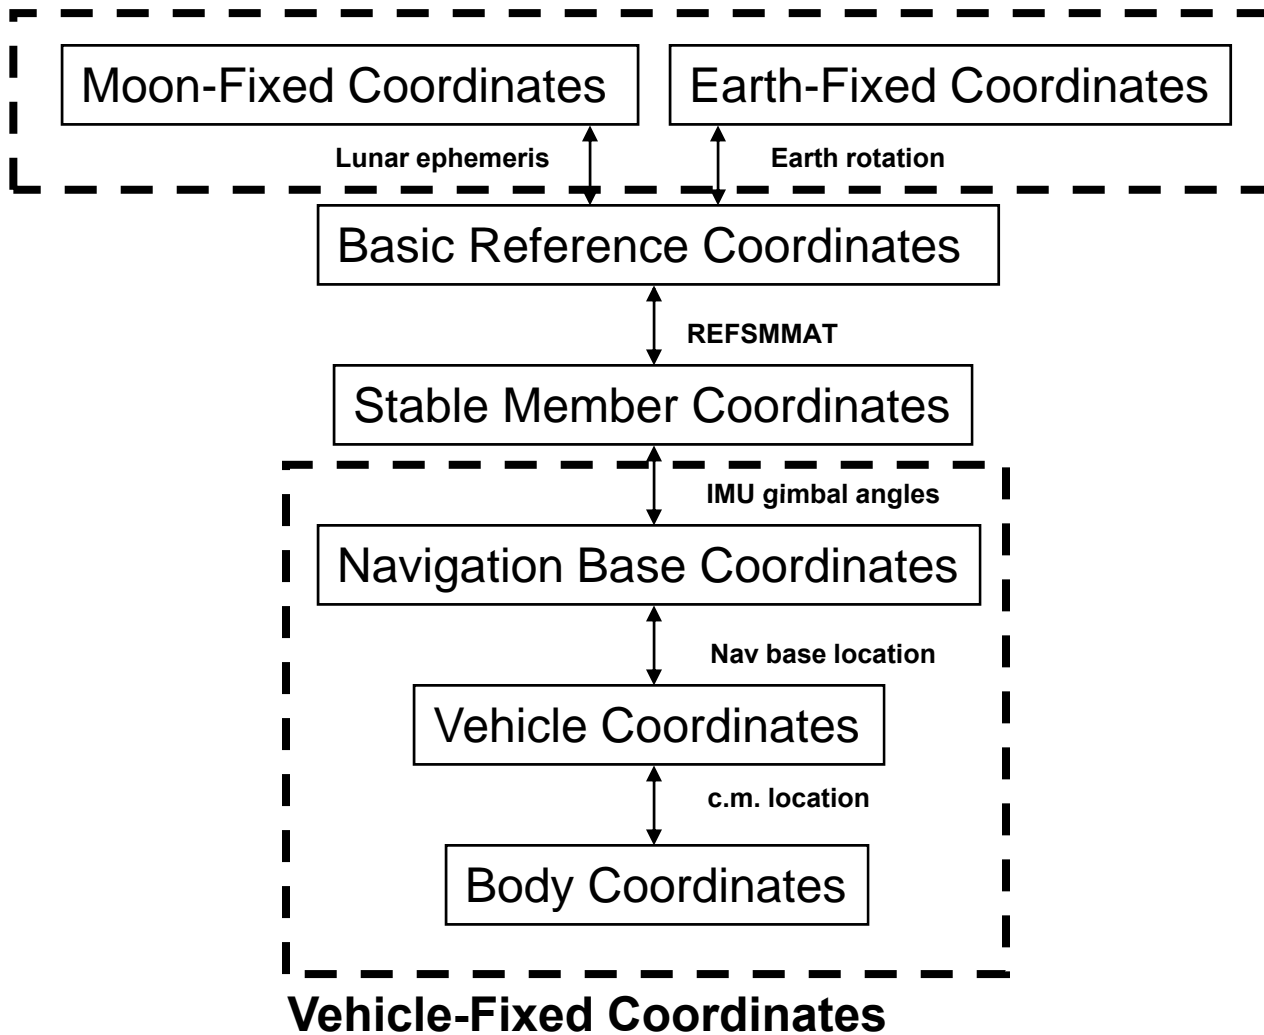 Moon-Fixed Coordinates
Earth-Fixed Coordinates
Lunar ephemeris
Earth rotation
Basic Reference Coordinates
REFSMMAT
Stable Member Coordinates
IMU gimbal angles
Navigation Base Coordinates
Nav base location
Vehicle Coordinates
c.m. location
Body Coordinates
Vehicle-Fixed Coordinates